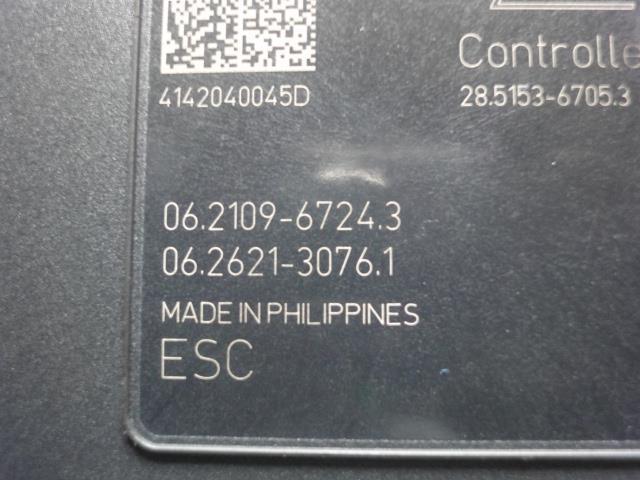 Controlle
4142040045D 28.5153-6705.3
06.2109-6724.3
06.2621-3076.1
MADE IN PHILIPPINES
ESC